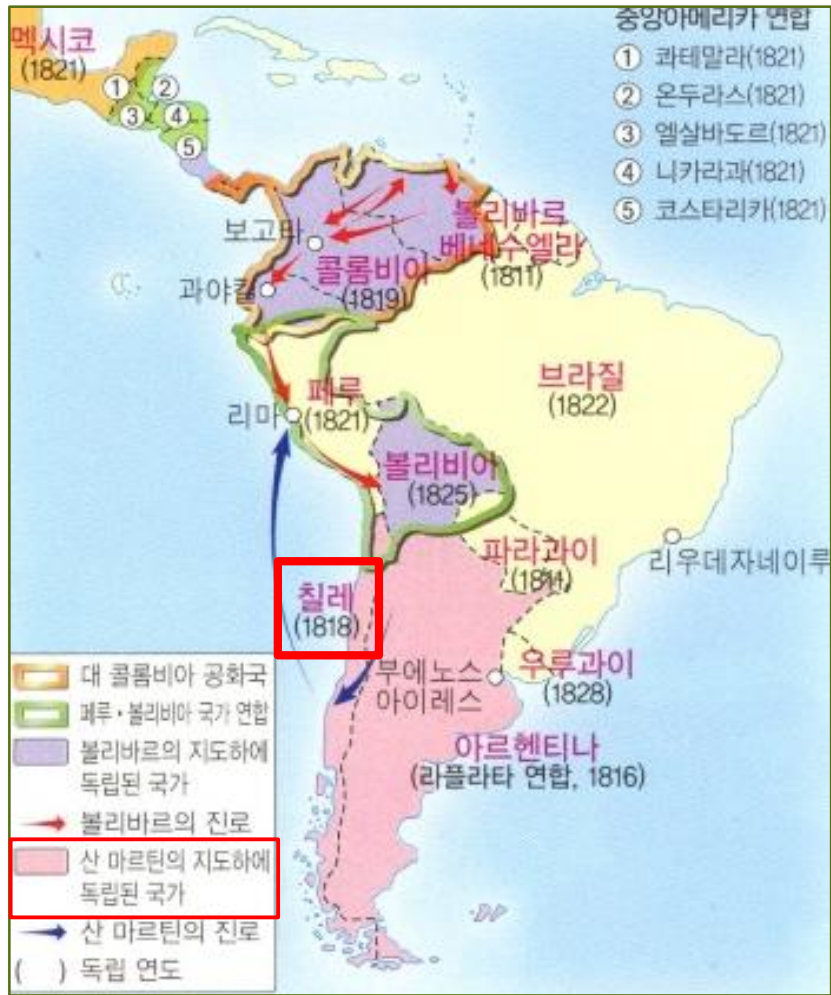 멕시코
(1821)
중앙아메리카 연합
① 콰테말라(1821)
② 온두라스(1821)
③ 엘살바도르(1821)
④ 니카라과(1821)
⑤ 코스타리카(1821)
①
②
③
④
⑤
볼리바르
베네수엘라
(1811)
보고타
콜롬비아
(1819)
과야킬
브라질
(1822)
페루
(1821)
리마
볼리비아
(1825)
파라과이
(1811)
리우데자네이루
칠레
(1818)
우루과이
(1828)
부에노스
아이레스
아르헨티나
(라플라타 연합, 1816)
대 콜롬비아 공화국
페루·볼리비아 국가 연합
볼리바르의 지도하에
독립된 국가
볼리바르의 진로
산 마르틴의 지도하에
독립된 국가
산 마르틴의 진로
( ) 독립 연도